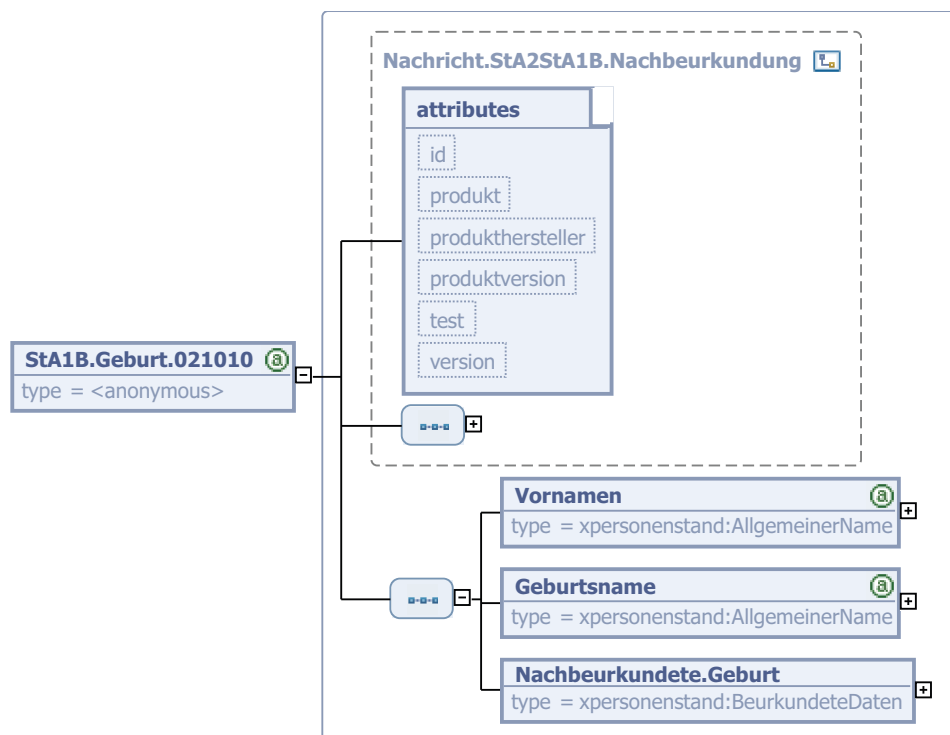 Nachricht.StA2StA1B.Nachbeurkundung
attributes
id
produkt
produkthersteller
produktversion
test
version
StA1B.Geburt.021010 @
type = <anonymous>
Vornamen @
type = xpersonenstand:AllgemeinerName
Geburtsname @
type = xpersonenstand:AllgemeinerName
Nachbeurkundete.Geburt
type = xpersonenstand:BeurkundeteDaten